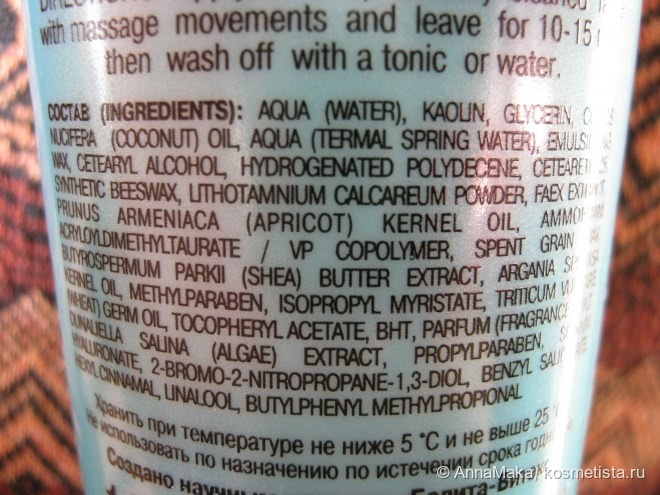 with massage movements and leave for 10-15
then wash off with a tonic or water.
СОСТАВ (INGREDIENTS): AQUA (WATER), KAOLIN, GLYCERIN,
NUCIFERA (COCONUT) OIL, AQUA (TERMAL SPRING WATER),
WAX, CETEARYL ALCOHOL, HYDROGENATED POLYDECENE,
SYNTHETIC BEESWAX, LITHOTAMNIUM CALCAREUM POWDER, FAEX
PRUNUS ARMENIACA (APRICOT) KERNEL OIL,
ACRYLOYLDIMETHYLTAURATE / VP COPOLYMER, SPENT GRAIN
BUTYROSPERMUM PARKII (SHEA) BUTTER EXTRACT, ARGANIA
KERNEL OIL, METHYLPARABEN, ISOPROPYL MYRISTATE, TRITICUM
(WHEAT) GERM OIL, TOCOPHERYL ACETATE, BHT, PARFUM (FRAGRANCE
DUNALIELLA SALINA (ALGAE) EXTRACT, PROPYLPARABEN,
HYALURONATE, 2-BROMO-2-NITROPROPANE-1,3-DIOL, BENZYL
HEXYLCINNAMAL, LINALOOL, BUTYLPHENYL METHYLPROPIONAL
Хранить при температуре не ниже 5 °C и не выше 25
Не использовать по назначению по истечении срока
Создано
© AnnaMaka, kosmetista.ru